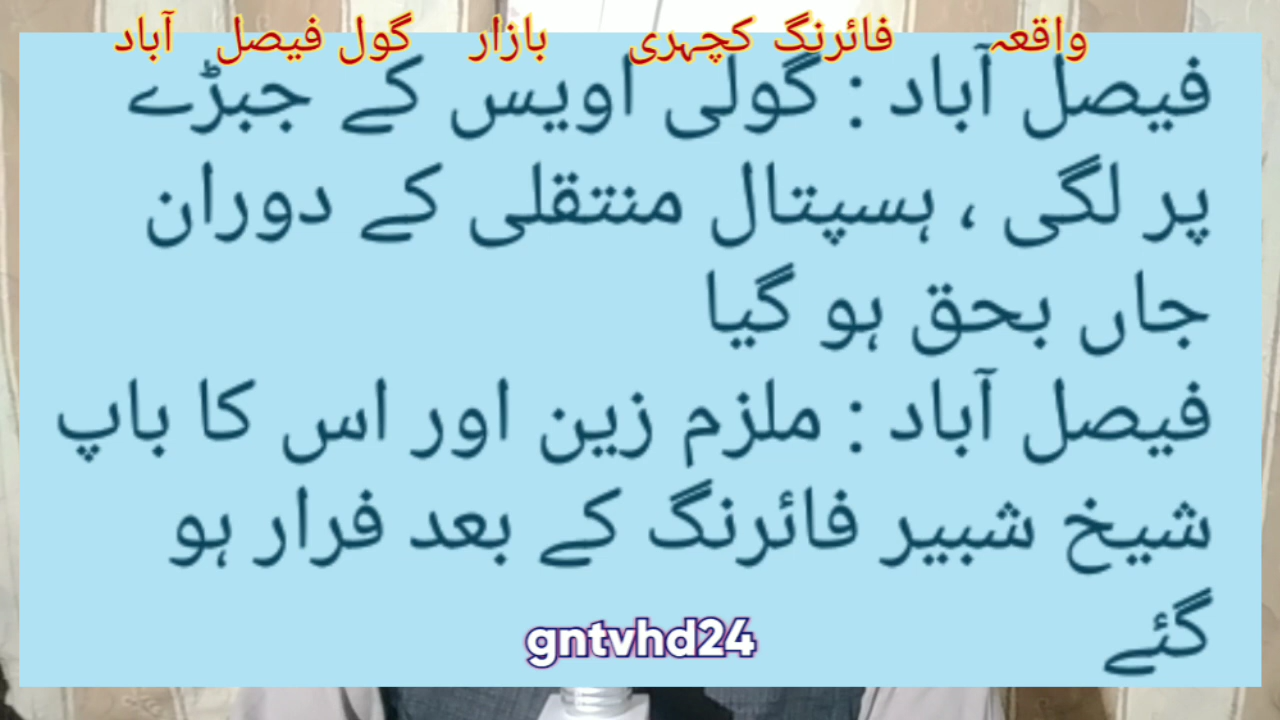 واقعہ فائرنگ کچہری بازار گول فیصل آباد
فیصل آباد : گولی اویس کے جبڑے
پر لگی ، ہسپتال منتقلی کے دوران
جاں بحق ہو گیا
فیصل آباد : ملزم زین اور اس کا باپ
شیخ شبیر فائرنگ کے بعد فرار ہو
گئے
gntvhd24